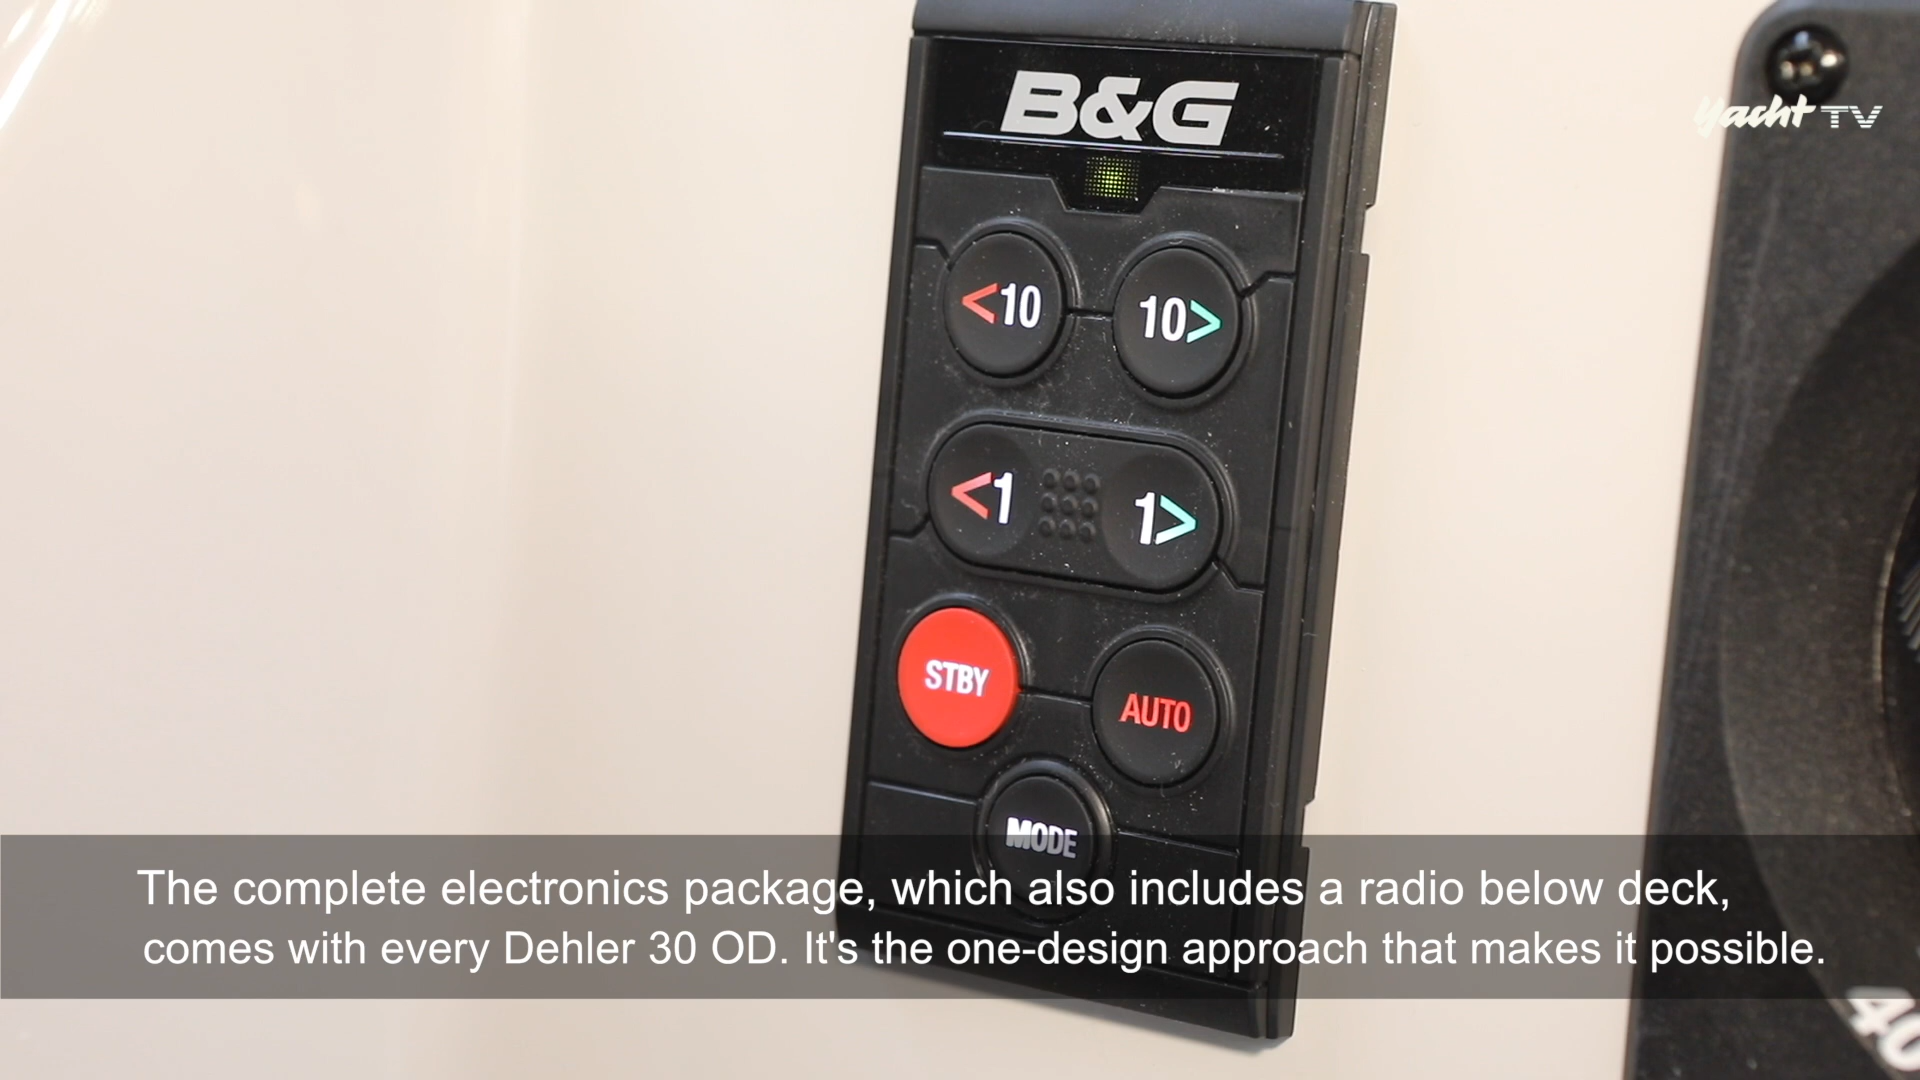 B&G
yacht TV
<10 10>
<1 1>
STBY AUTO
MODE
The complete electronics package, which also includes a radio below deck,
comes with every Dehler 30 OD. It's the one-design approach that makes it possible.
40